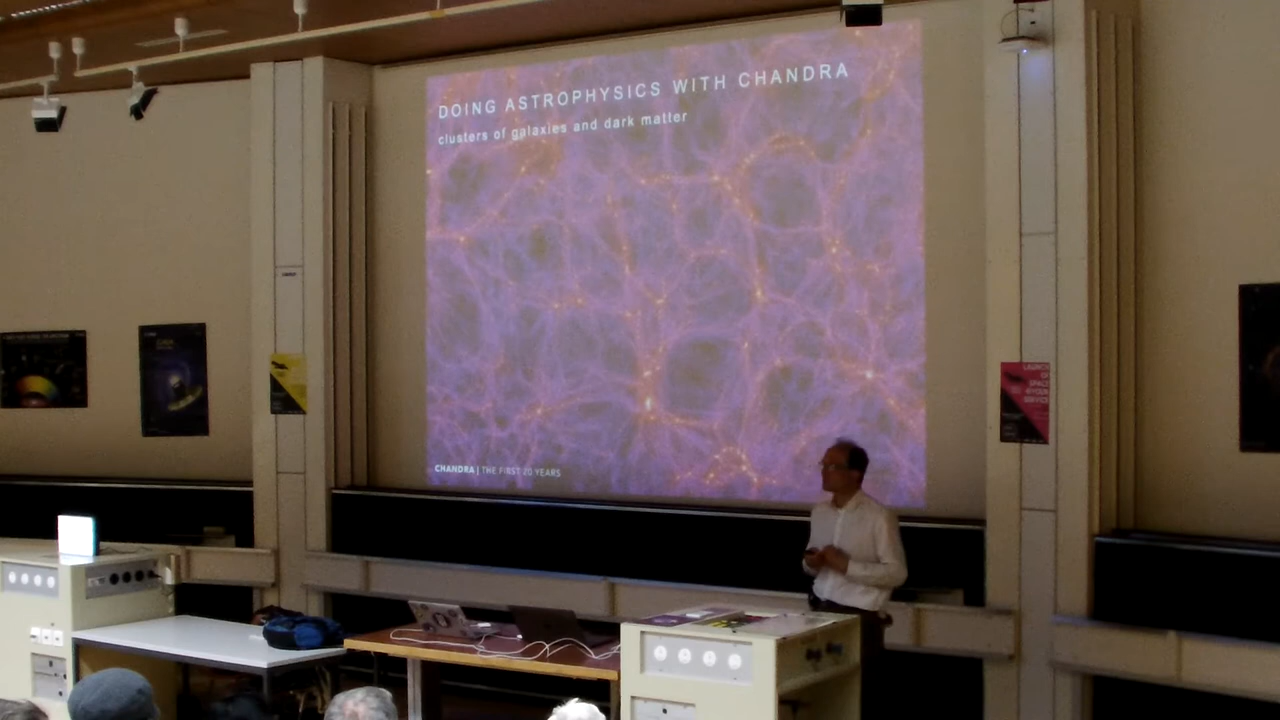 DOING ASTROPHYSICS WITH CHANDRA
clusters of galaxies and dark matter
CHANDRA | THE FIRST 20 YEARS